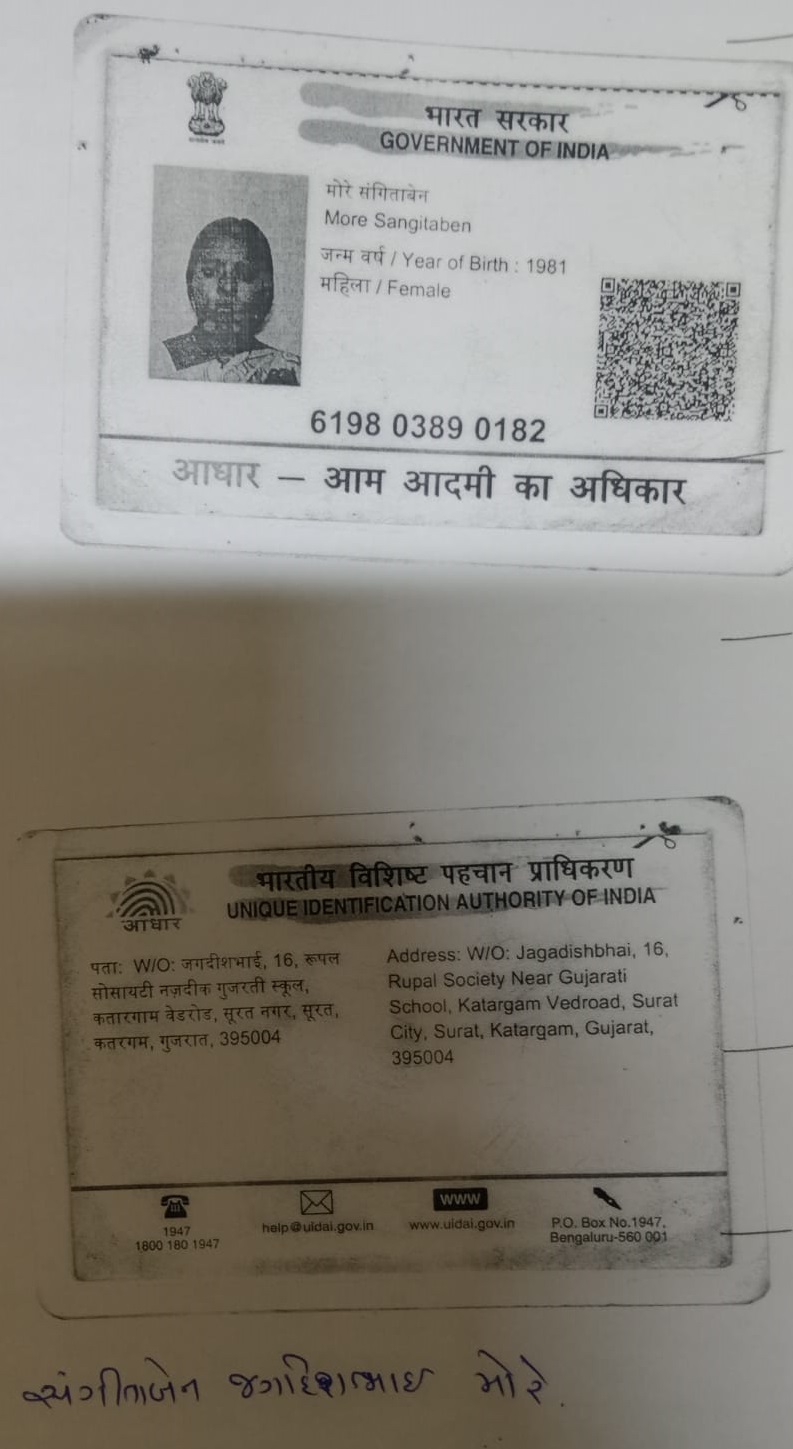 भारत सरकार
GOVERNMENT OF INDIA
मोरे संगिताबेन
More Sangitaben
जन्म वर्ष / Year of Birth : 1981
महिला / Female
6198 0389 0182
आधार – आम आदमी का अधिकार
भारतीय विशिष्ट पहचान प्राधिकरण
UNIQUE IDENTIFICATION AUTHORITY OF INDIA
आधार
पता: W/O: जगदीशभाई, 16, रूपल
सोसायटी नज़दीक गुजरती स्कूल,
कतारगाम वेडरोड, सूरत नगर, सूरत,
कतरगम, गुजरात, 395004
Address: W/O: Jagadishbhai, 16,
Rupal Society Near Gujarati
School, Katargam Vedroad, Surat
City, Surat, Katargam, Gujarat,
395004
1947
1800 180 1947
help@uidai.gov.in
www
www.uidai.gov.in
P.O. Box No.1947,
Bengaluru-560 001
સંગીતાબેન જગદિશભાઇ મોરે.